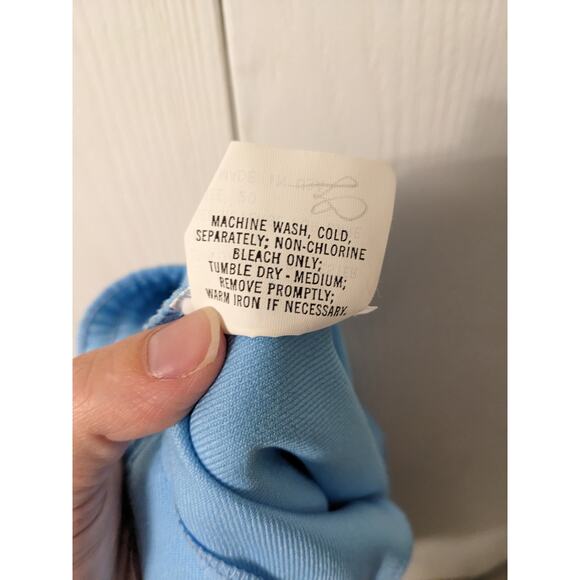 MACHINE WASH, COLD,
SEPARATELY; NON-CHLORINE
BLEACH ONLY;
TUMBLE DRY - MEDIUM;
REMOVE PROMPTLY;
WARM IRON IF NECESSARY.